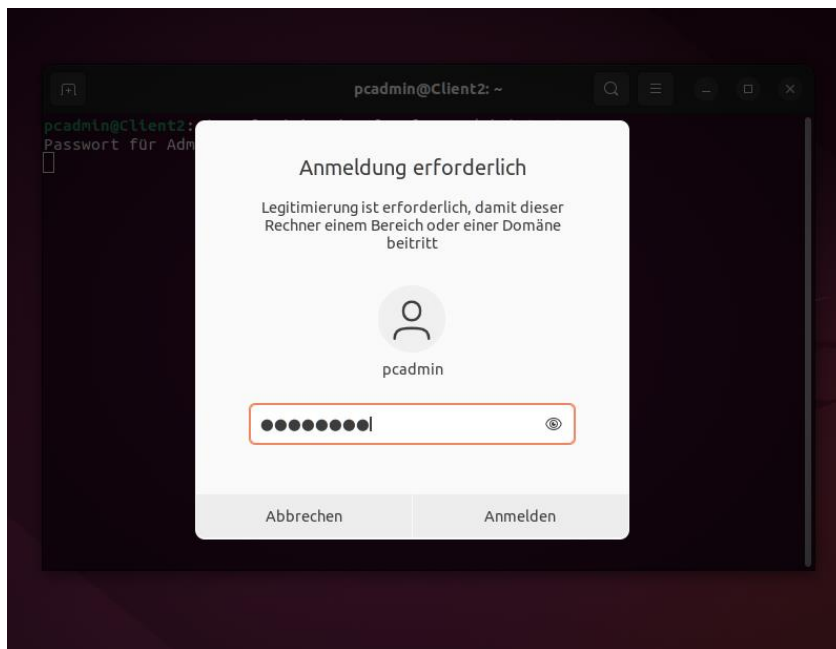 pcadmin@Client2: ~
pcadmin@Client2:
Passwort für Adm
Anmeldung erforderlich
Legitimierung ist erforderlich, damit dieser
Rechner einem Bereich oder einer Domäne
beitritt
pcadmin
Abbrechen
Anmelden